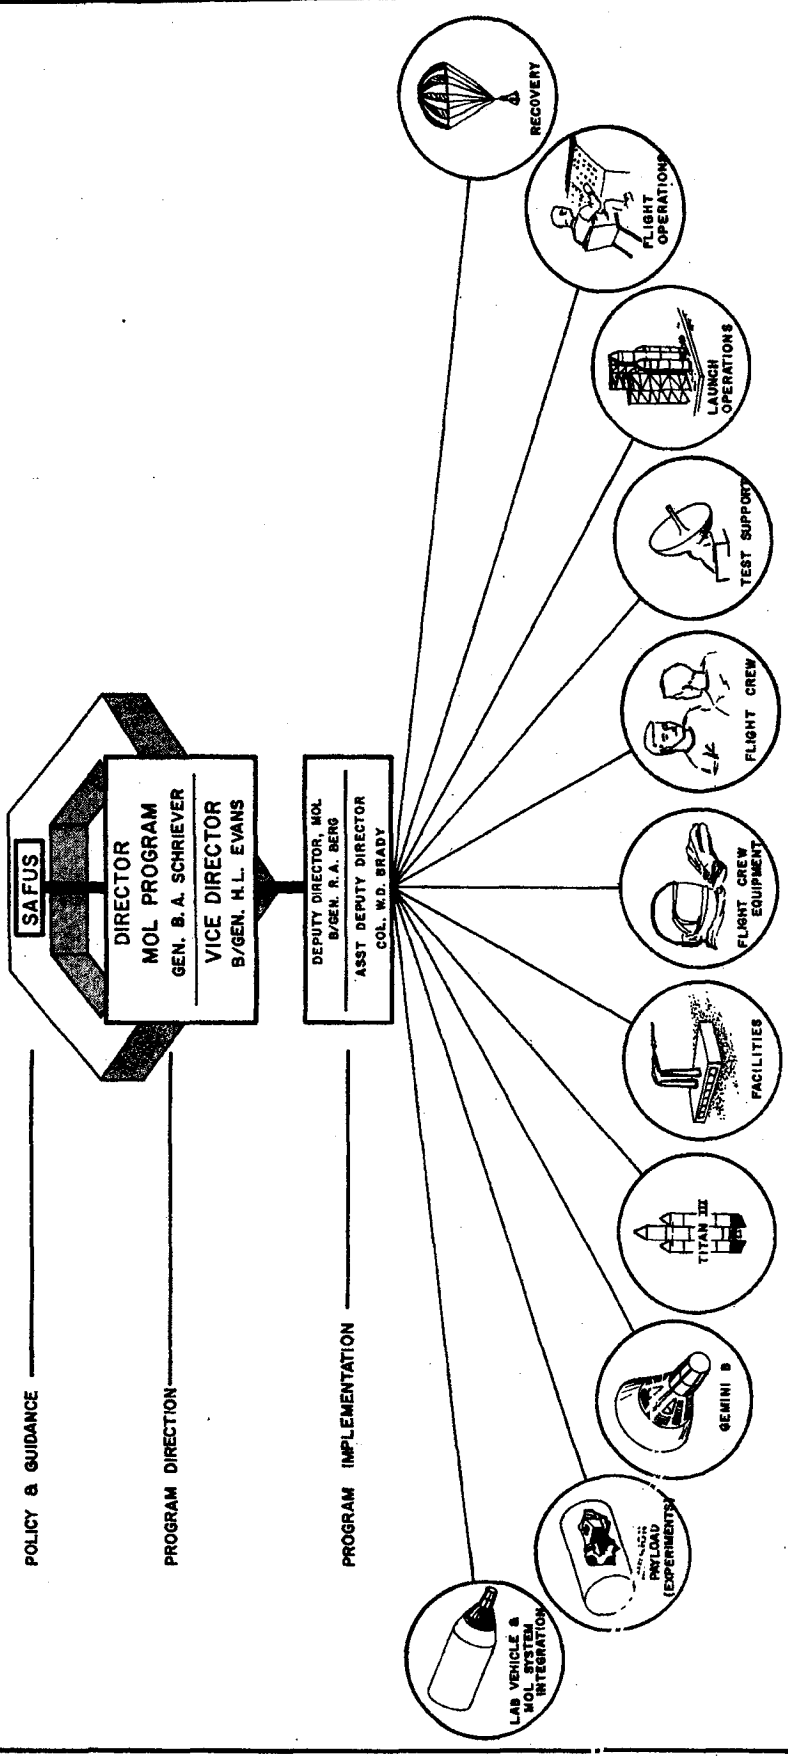 POLICY & GUIDANCE
SAFUS
PROGRAM DIRECTION
DIRECTOR
MOL PROGRAM
GEN. B.A. SCHRIEVER
VICE DIRECTOR
B/GEN. H.L. EVANS
PROGRAM IMPLEMENTATION
DEPUTY DIRECTOR, MOL
B/GEN. R.A. BERG
ASST DEPUTY DIRECTOR
COL. W.D. BRADY
LAB VEHICLE &
MOL SYSTEM
INTEGRATION
PAYLOAD
(EXPERIMENTS)
GEMINI B
TITAN III
FACILITIES
FLIGHT CREW
EQUIPMENT
FLIGHT CREW
TEST SUPPORT
LAUNCH
OPERATIONS
FLIGHT
OPERATIONS
RECOVERY